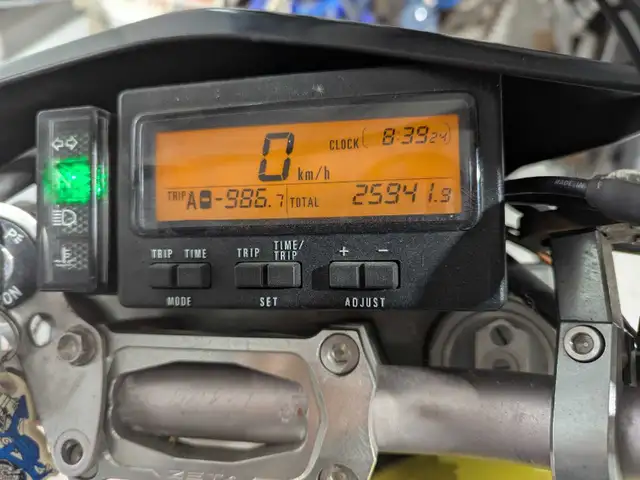 CLOCK 8:39 24
0 km/h
TRIP A -986.7 TOTAL 25941.9
N
TRIP TIME
MODE
TRIP TIME/TRIP
SET
+ -
ADJUST
ON
ZETA